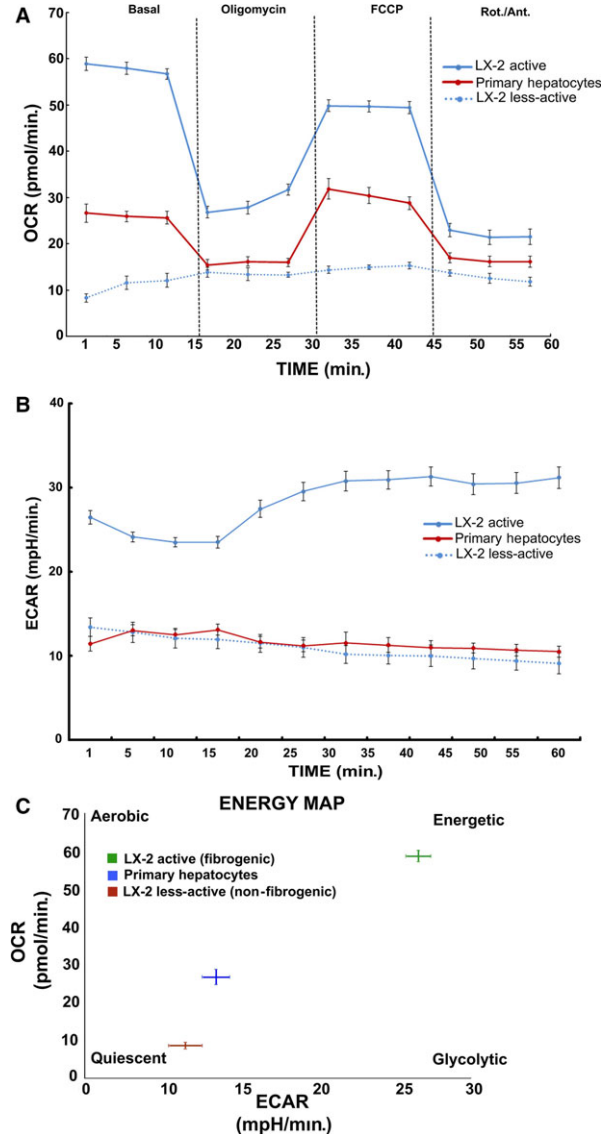 A
Basal Oligomycin FCCP Rot./Ant.
70
60
50
40
30
20
10
0
OCR (pmol/min.)
LX-2 active
Primary hepatocytes
LX-2 less-active
1 5 10 15 20 25 30 35 40 45 50 55 60
TIME (min.)
B
40
30
20
10
0
ECAR (mpH/min.)
LX-2 active
Primary hepatocytes
LX-2 less-active
1 5 10 15 20 25 30 35 40 45 50 60
TIME (min.)
C
ENERGY MAP
70
60
50
40
30
20
10
0
OCR
(pmol/min.)
Aerobic Energetic
LX-2 active (fibrogenic)
Primary hepatocytes
LX-2 less-active (non-fibrogenic)
Quiescent Glycolytic
0 10 15 20 25 30
ECAR
(mpH/min.)